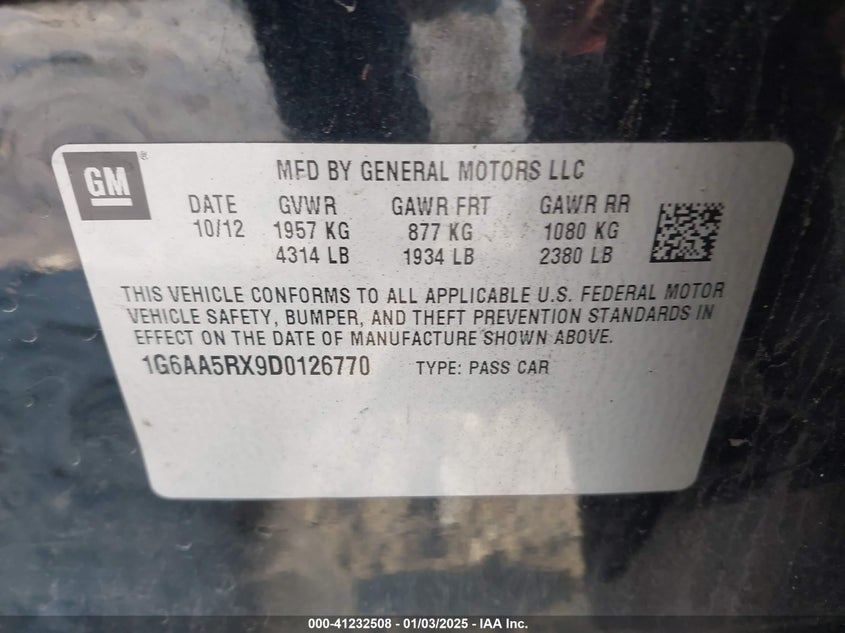 GM ®
MFD BY GENERAL MOTORS LLC
DATE GVWR GAWR FRT GAWR RR
10/12 1957 KG 877 KG 1080 KG
4314 LB 1934 LB 2380 LB
THIS VEHICLE CONFORMS TO ALL APPLICABLE U.S. FEDERAL MOTOR
VEHICLE SAFETY, BUMPER, AND THEFT PREVENTION STANDARDS IN
EFFECT ON THE DATE OF MANUFACTURE SHOWN ABOVE.
1G6AA5RX9D0126770 TYPE: PASS CAR
000-41232508 - 01/03/2025 - IAA Inc.